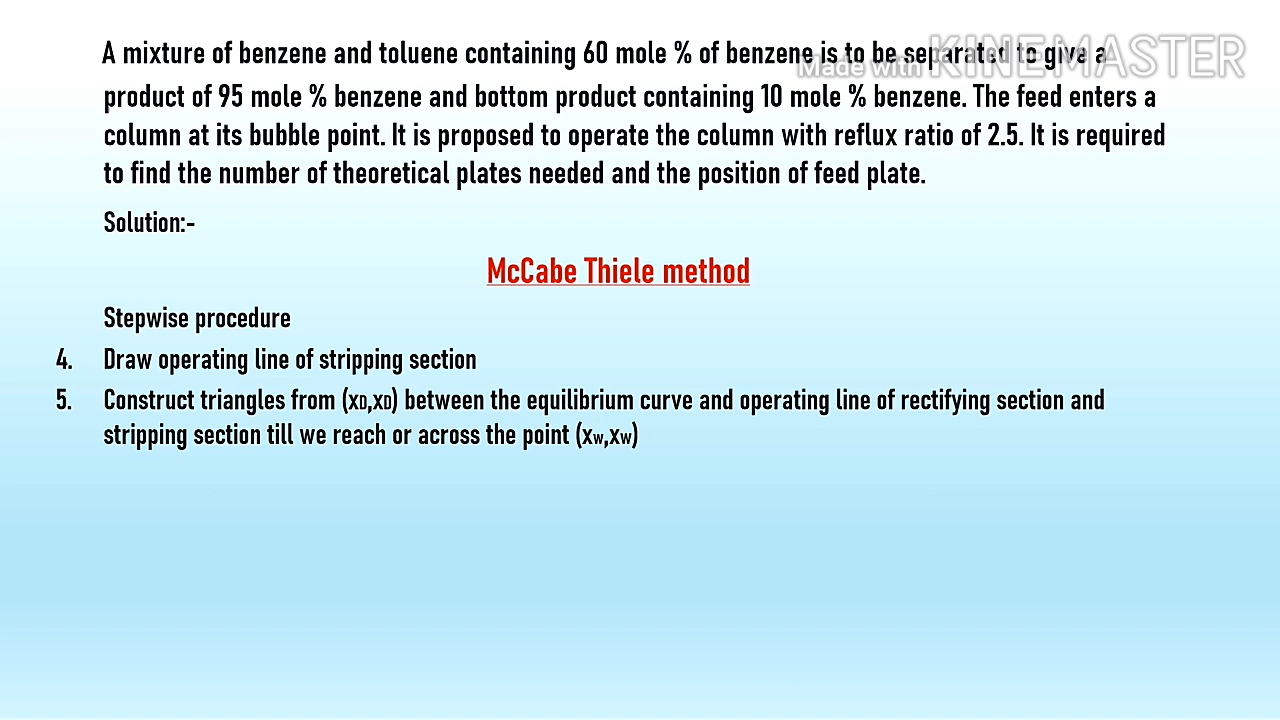 A mixture of benzene and toluene containing 60 mole % of benzene is to be separated to give a
Made with KINEMASTER
product of 95 mole % benzene and bottom product containing 10 mole % benzene. The feed enters a
column at its bubble point. It is proposed to operate the column with reflux ratio of 2.5. It is required
to find the number of theoretical plates needed and the position of feed plate.
Solution:-
McCabe Thiele method
Stepwise procedure
4. Draw operating line of stripping section
5. Construct triangles from (xD,xD) between the equilibrium curve and operating line of rectifying section and
stripping section till we reach or across the point (xw,xw)